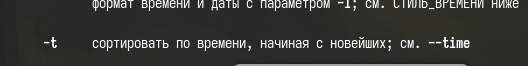 формат времени и даты с параметром -l; см. СТИЛЬ_ВРЕМЕНИ ниже
-t сортировать по времени, начиная с новейших; см. --time